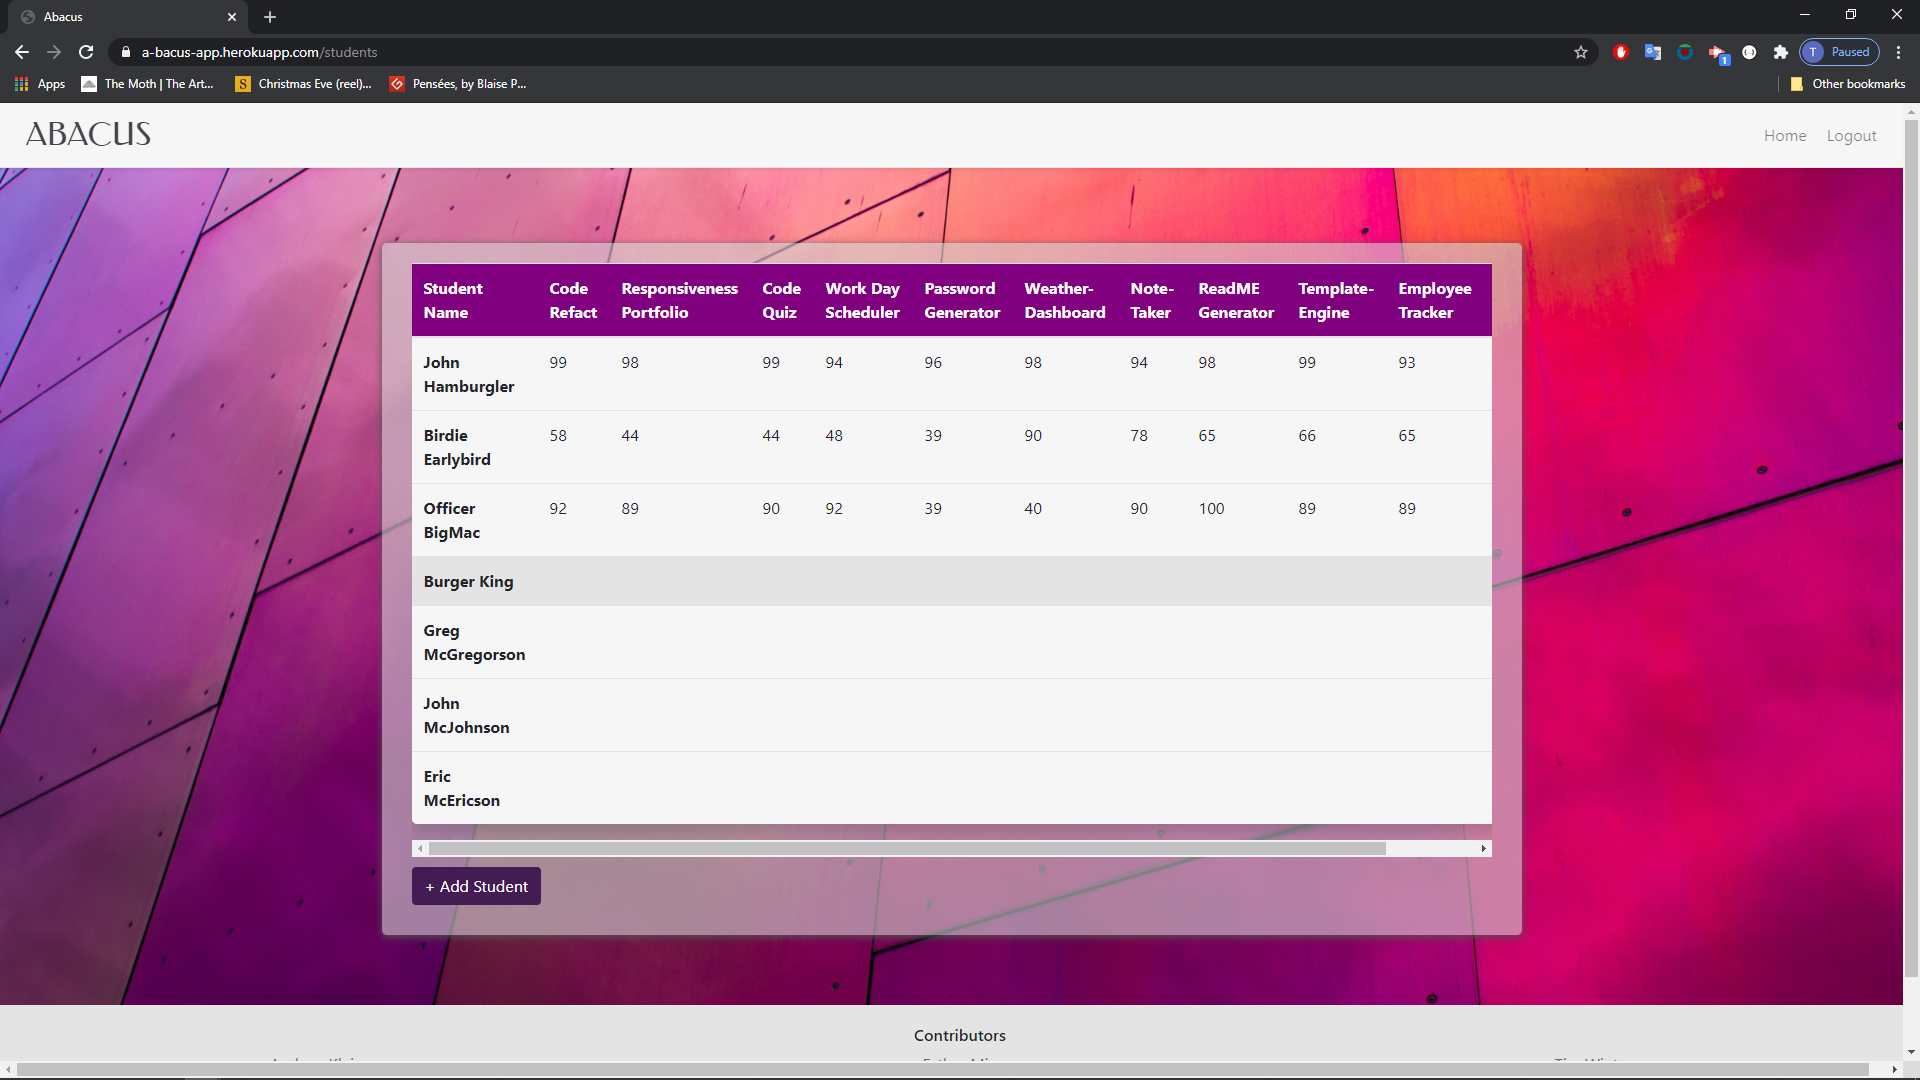 Abacus
a-bacus-app.herokuapp.com/students
T Paused
1
Apps
The Moth | The Art...
S Christmas Eve (reel)...
Pensées, by Blaise P...
Other bookmarks
ABACUS
Home
Logout
Student Name
Code Refact
Responsiveness Portfolio
Code Quiz
Work Day Scheduler
Password Generator
Weather-Dashboard
Note-Taker
ReadME Generator
Template-Engine
Employee Tracker
John Hamburgler 99 98 99 94 96 98 94 98 99 93
Birdie Earlybird 58 44 44 48 39 90 78 65 66 65
Officer BigMac 92 89 90 92 39 40 90 100 89 89
Burger King
Greg McGregorson
John McJohnson
Eric McEricson
+ Add Student
Contributors